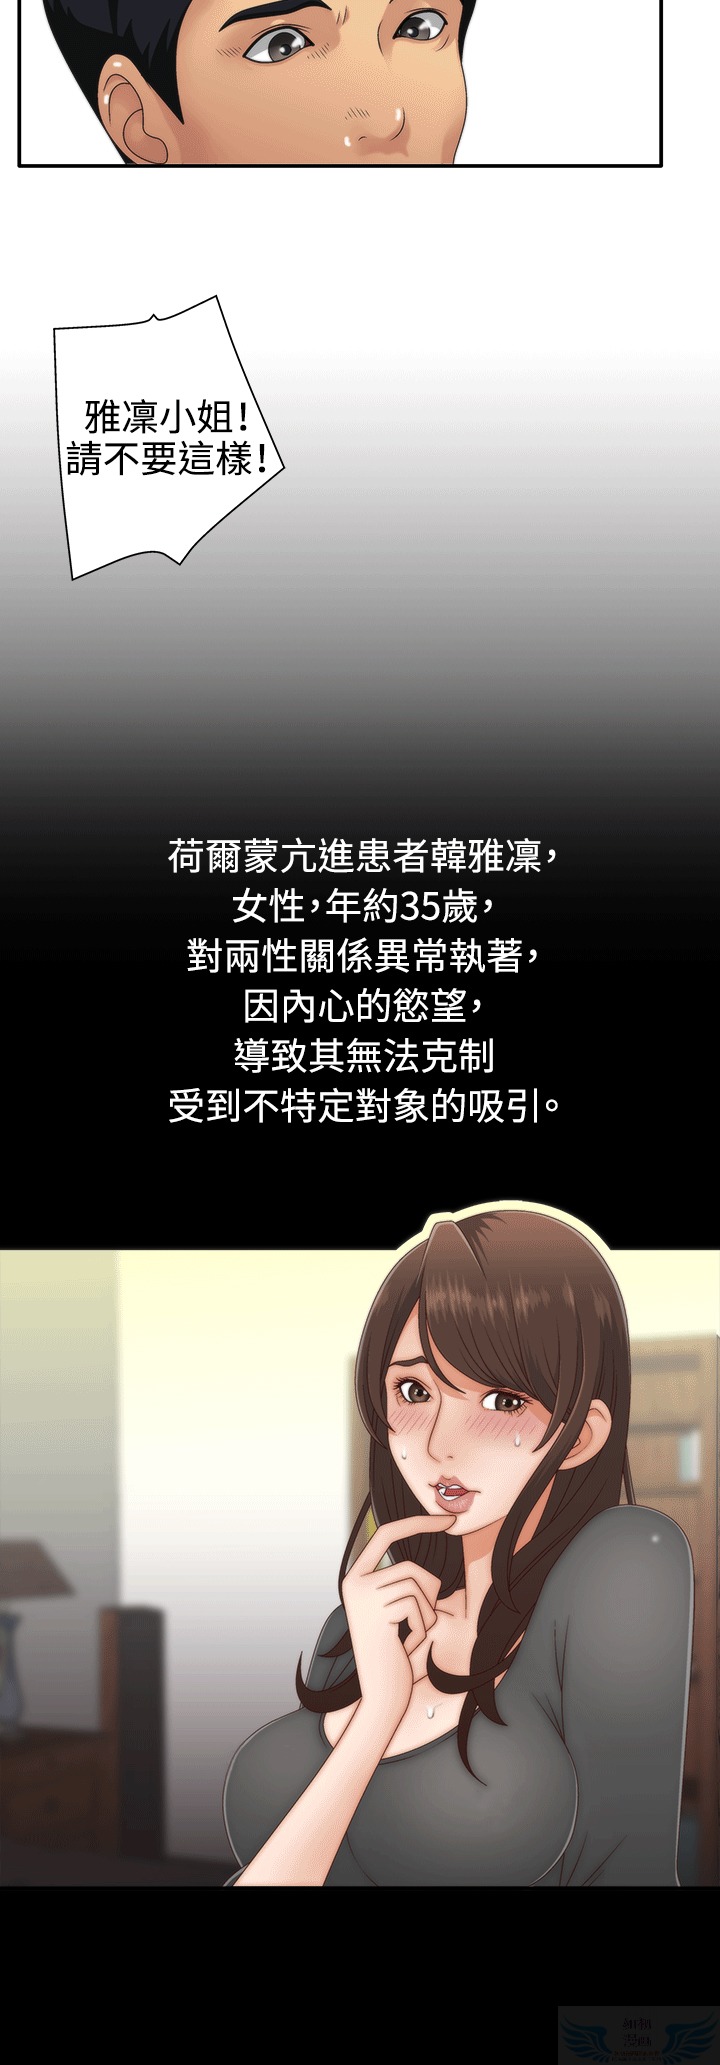 雅凜小姐！
請不要這樣！
荷爾蒙亢進患者韓雅凜，
女性，年約35歲，
對兩性關係異常執著，
因內心的慾望，
導致其無法克制
受到不特定對象的吸引。